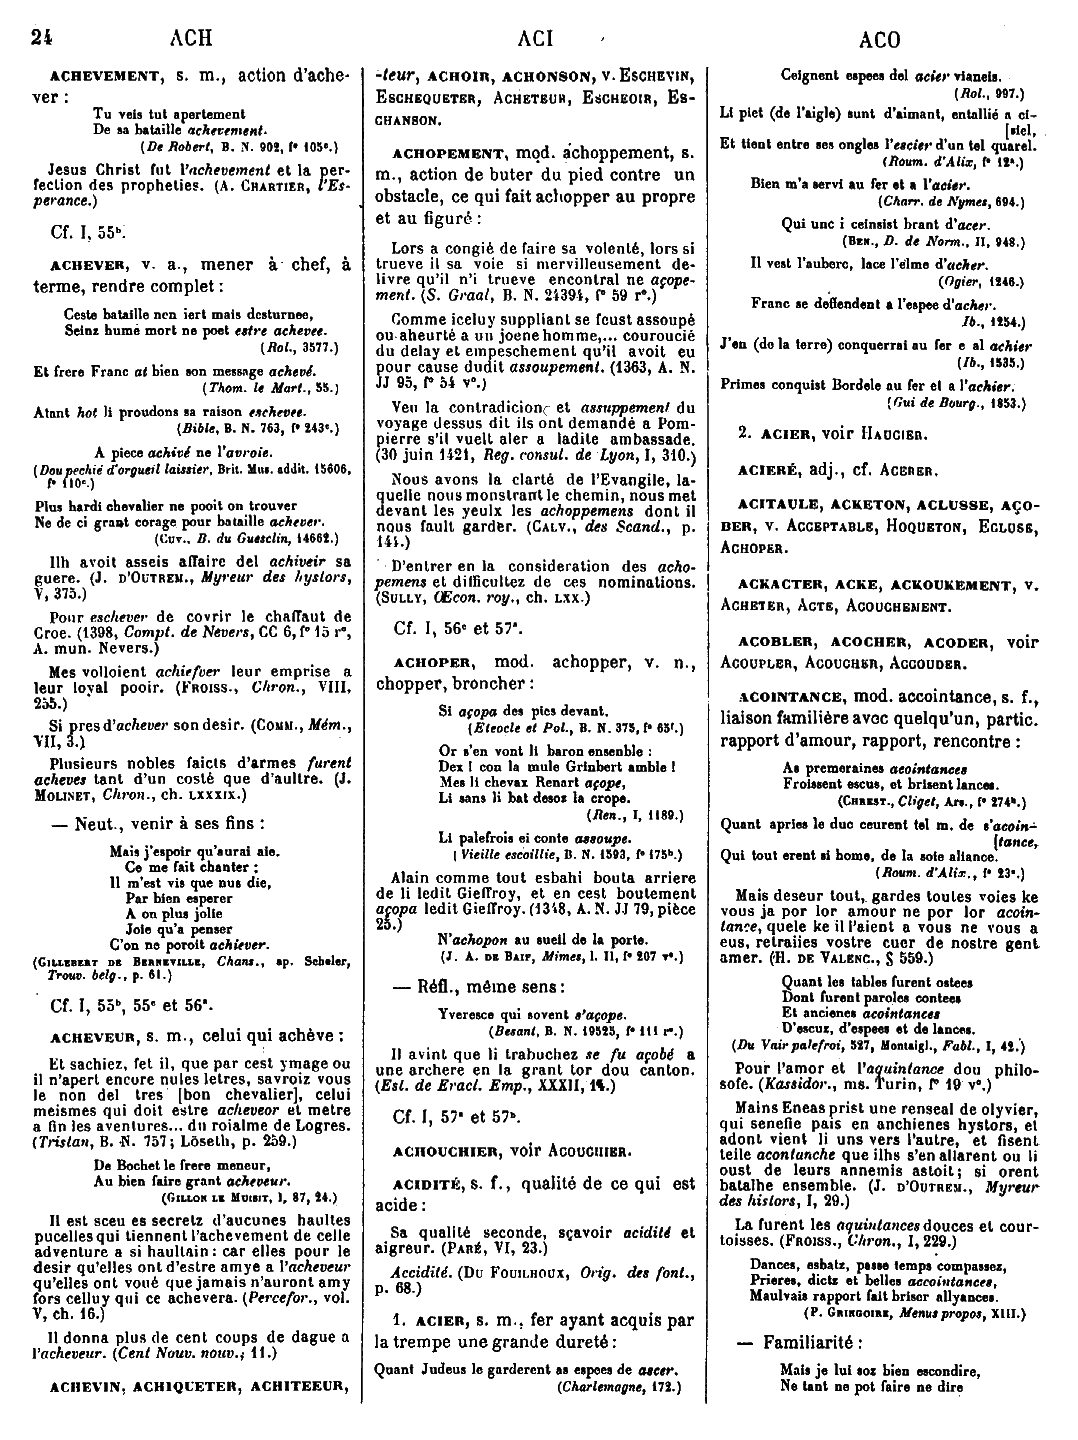 24
ACH
ACI
ACO
ACHEVEMENT, s. m., action d'ache-
ver :
Tu veis tut apertement
De sa bataille achevement.
(De Robert, B. N. 902, f° 105c.)
Jesus Christ fut l'achevement et la per-
fection des propheties. (A. CHARTIER, l'Es-
perance.)
Cf. I, 55b.
ACHEVER, v. a., mener à chef, à
terme, rendre complet :
Ceste bataille nen iert mais desturnee,
Seinz hume mort ne poet estre achevee.
(Rol., 3577.)
Et frere Franc at bien son message achevé.
(Thom. le Mart., 55.)
Atant hot li proudons sa raison eschevee.
(Bible, B. N. 763, f° 243c.)
A piece achivé ne l'avroie.
(Dou pechié d'orgueil laissier, Brit. Mus. addit. 15606,
f° 110c.)
Plus hardi chevalier ne pooit on trouver
Ne de ci grant corage pour bataille achever.
(Cuv., B. du Guesclin, 14662.)
Ilh avoit asseis affaire del achiveir sa
guere. (J. D'OUTREM., Myreur des hystors,
V, 375.)
Pour eschever de covrir le chaffaut de
Croe. (1398, Compt. de Nevers, CC 6, f° 15 r°,
A. mun. Nevers.)
Mes volloient achiefver leur emprise a
leur loyal pooir. (FROISS., Chron., VIII,
255.)
Si pres d'achever son desir. (COMM., Mém.,
VII, 3.)
Plusieurs nobles faicts d'armes furent
acheves tant d'un costé que d'aultre. (J.
MOLINET, Chron., ch. LXXXIX.)
— Neut., venir à ses fins :
Mais j'espoir qu'aurai aie.
Ce me fait chanter ;
Il m'est vis que nus die,
Par bien esperer
A on plus jolie
Joie qu'a penser
C'on ne poroit achiever.
(GILLEBERT DE BERNEVILLE, Chans., ap. Scheler,
Trouv. belg., p. 61.)
Cf. I, 55b, 55c et 56a.
ACHEVEUR, s. m., celui qui achève :
Et sachiez, fet il, que par cest ymage ou
il n'apert encore nules letres, savroiz vous
le non del tres [bon chevalier], celui
meismes qui doit estre acheveor et metre
a fin les aventures... du roialme de Logres.
(Tristan, B. N. 757 ; Löseth, p. 259.)
De Bochet le frere meneur,
Au bien faire grant acheveur.
(GILLON LE MUISIT, I, 87, 24.)
Il est sceu es secretz d'aucunes haultes
pucelles qui tiennent l'achevement de celle
adventure a si haultain : car elles pour le
desir qu'elles ont d'estre amye a l'acheveur
qu'elles ont voué que jamais n'auront amy
fors celluy qui ce achevera. (Percefor., vol.
V, ch. 16.)
Il donna plus de cent coups de dague a
l'acheveur. (Cent Nouv. nouv., 11.)
ACHEVIN, ACHIQUETER, ACHITEEUR,
-teur, ACHOIR, ACHONSON, v. ESCHEVIN,
ESCHEQUETER, ACHETEUR, ESCHEOIR, ES-
CHANSON.
ACHOPEMENT, mod. achoppement, s.
m., action de buter du pied contre un
obstacle, ce qui fait achopper au propre
et au figuré :
Lors a congié de faire sa volenté, lors si
trueve il sa voie si mervilleusement de-
livre qu'il n'i trueve encontral ne açope-
ment. (S. Graal, B. N. 24394, f° 59 r°.)
Comme iceluy suppliant se feust assoupé
ou aheurté a un joene homme,... couroucié
du delay et empeschement qu'il avoit eu
pour cause dudit assoupement. (1363, A. N.
JJ 95, f° 54 v°.)
Veu la contradicion et assuppement du
voyage dessus dit ils ont demandé a Pom-
pierre s'il vuelt aler a ladite ambassade.
(30 juin 1421, Reg. consul. de Lyon, I, 310.)
Nous avons la clarté de l'Evangile, la-
quelle nous monstrant le chemin, nous met
devant les yeulx les achoppemens dont il
nous fault garder. (CALV., des Scand., p.
144.)
D'entrer en la consideration des acho-
pemens et difficultez de ces nominations.
(SULLY, Œcon. roy., ch. LXX.)
Cf. I, 56c et 57a.
ACHOPER, mod. achopper, v. n.,
chopper, broncher :
Si açopa des pies devant.
(Eteocle et Pol., B. N. 375, f° 65f.)
Or s'en vont li baron ensenble :
Dex ! con la mule Grinbert amble !
Mes li chevax Renart açope,
Li sans li bat desoz la crope.
(Ren., I, 1189.)
Li palefrois ei conte assoupe.
(Vieille escoillie, B. N. 1593, f° 175b.)
Alain comme tout esbahi bouta arriere
de li ledit Gieffroy, et en cest boutement
açopa ledit Gieffroy. (1348, A. N. JJ 79, pièce
25.)
N'achopon au sueil de la porte.
(J. A. DE BAIF, Mimes, l. II, f° 207 v°.)
— Réfl., même sens :
Yveresce qui sovent s'açope.
(Besant, B. N. 19525, f° 111 r°.)
Il avint que li trabuchez se fu açobé a
une archere en la grant tor dou canton.
(Est. de Eracl. Emp., XXXII, 14.)
Cf. I, 57a et 57b.
ACHOUCHIER, voir ACOUCHIER.
ACIDITÉ, s. f., qualité de ce qui est
acide :
Sa qualité seconde, sçavoir acidité et
aigreur. (PARÉ, VI, 23.)
Accidité. (DU FOUILHOUX, Orig. des font.,
p. 68.)
1. ACIER, s. m., fer ayant acquis par
la trempe une grande dureté :
Quant Judeus le garderent as espees de ascer.
(Charlemagne, 172.)
Ceignent espees del acier vianeis.
(Rol., 997.)
Li piet (de l'aigle) sunt d'aimant, entallié a ci-
[siel,
Et tient entre ses ongles l'escier d'un tel quarel.
(Roum. d'Alix, f° 12a.)
Bien m'a servi au fer et a l'acier.
(Charr. de Nymes, 694.)
Qui unc i ceinsist brant d'acer.
(BEN., D. de Norm., II, 948.)
Il vest l'auberc, lace l'elme d'acher.
(Ogier, 1246.)
Franc se deffendent a l'espee d'acher.
Ib., 1254.)
J'en (de la terre) conquerrai au fer e al achier
(Ib., 1535.)
Primes conquist Bordele au fer et a l'achier.
(Gui de Bourg., 1853.)
2. ACIER, voir HAUCIER.
ACIERÉ, adj., cf. ACERER.
ACITAULE, ACKETON, ACLUSSE, AÇO-
BER, v. ACCEPTABLE, HOQUETON, ECLUSE,
ACHOPER.
ACKACTER, ACKE, ACKOUKEMENT, v.
ACHETER, ACTE, ACOUCHEMENT.
ACOBLER, ACOCHER, ACODER, voir
ACOUPLER, ACOUCHER, ACCOUDER.
ACOINTANCE, mod. accointance, s. f.,
liaison familière avec quelqu'un, partic.
rapport d'amour, rapport, rencontre :
As premeraines acointances
Froissent escus, et brisent lances.
(CHREST., Cliget, Ars., f° 274b.)
Quant apries le duc ceurent tel m. de s'acoin-
[tance,
Qui tout erent si home, de la sote aliance.
(Roum. d'Alix., f° 23a.)
Mais deseur tout, gardes toutes voies ke
vous ja por lor amour ne por lor acoin-
tance, quele ke il l'aient a vous ne vous a
eus, retraiies vostre cuer de nostre gent
amer. (H. DE VALENC., § 559.)
Quant les tables furent ostees
Dont furent paroles contees
Et ancienes acointances
D'escuz, d'espees et de lances.
(Du Vair palefroi, 527, Montaigl., Fabl., I, 42.)
Pour l'amor et l'aquintance dou philo-
sofe. (Kassidor., ms. Turin, f° 19 v°.)
Mains Eneas prist une renseal de olyvier,
qui senefie pais en anchienes hystors, et
adont vient li uns vers l'autre, et fisent
teile acontanche que ilhs s'en allarent ou li
oust de leurs annemis astoit ; si orent
batalhe ensemble. (J. D'OUTREM., Myreur
des histors, I, 29.)
La furent les aquintances douces et cour-
toisses. (FROISS., Chron., I, 229.)
Dances, esbatz, passe temps compassez,
Prieres, dictz et belles accointances,
Maulvais rapport fait briser allyances.
(P. GRINGOIRE, Menus propos, XIII.)
— Familiarité :
Mais je lui soz bien escondire,
Ne tant ne pot faire ne dire